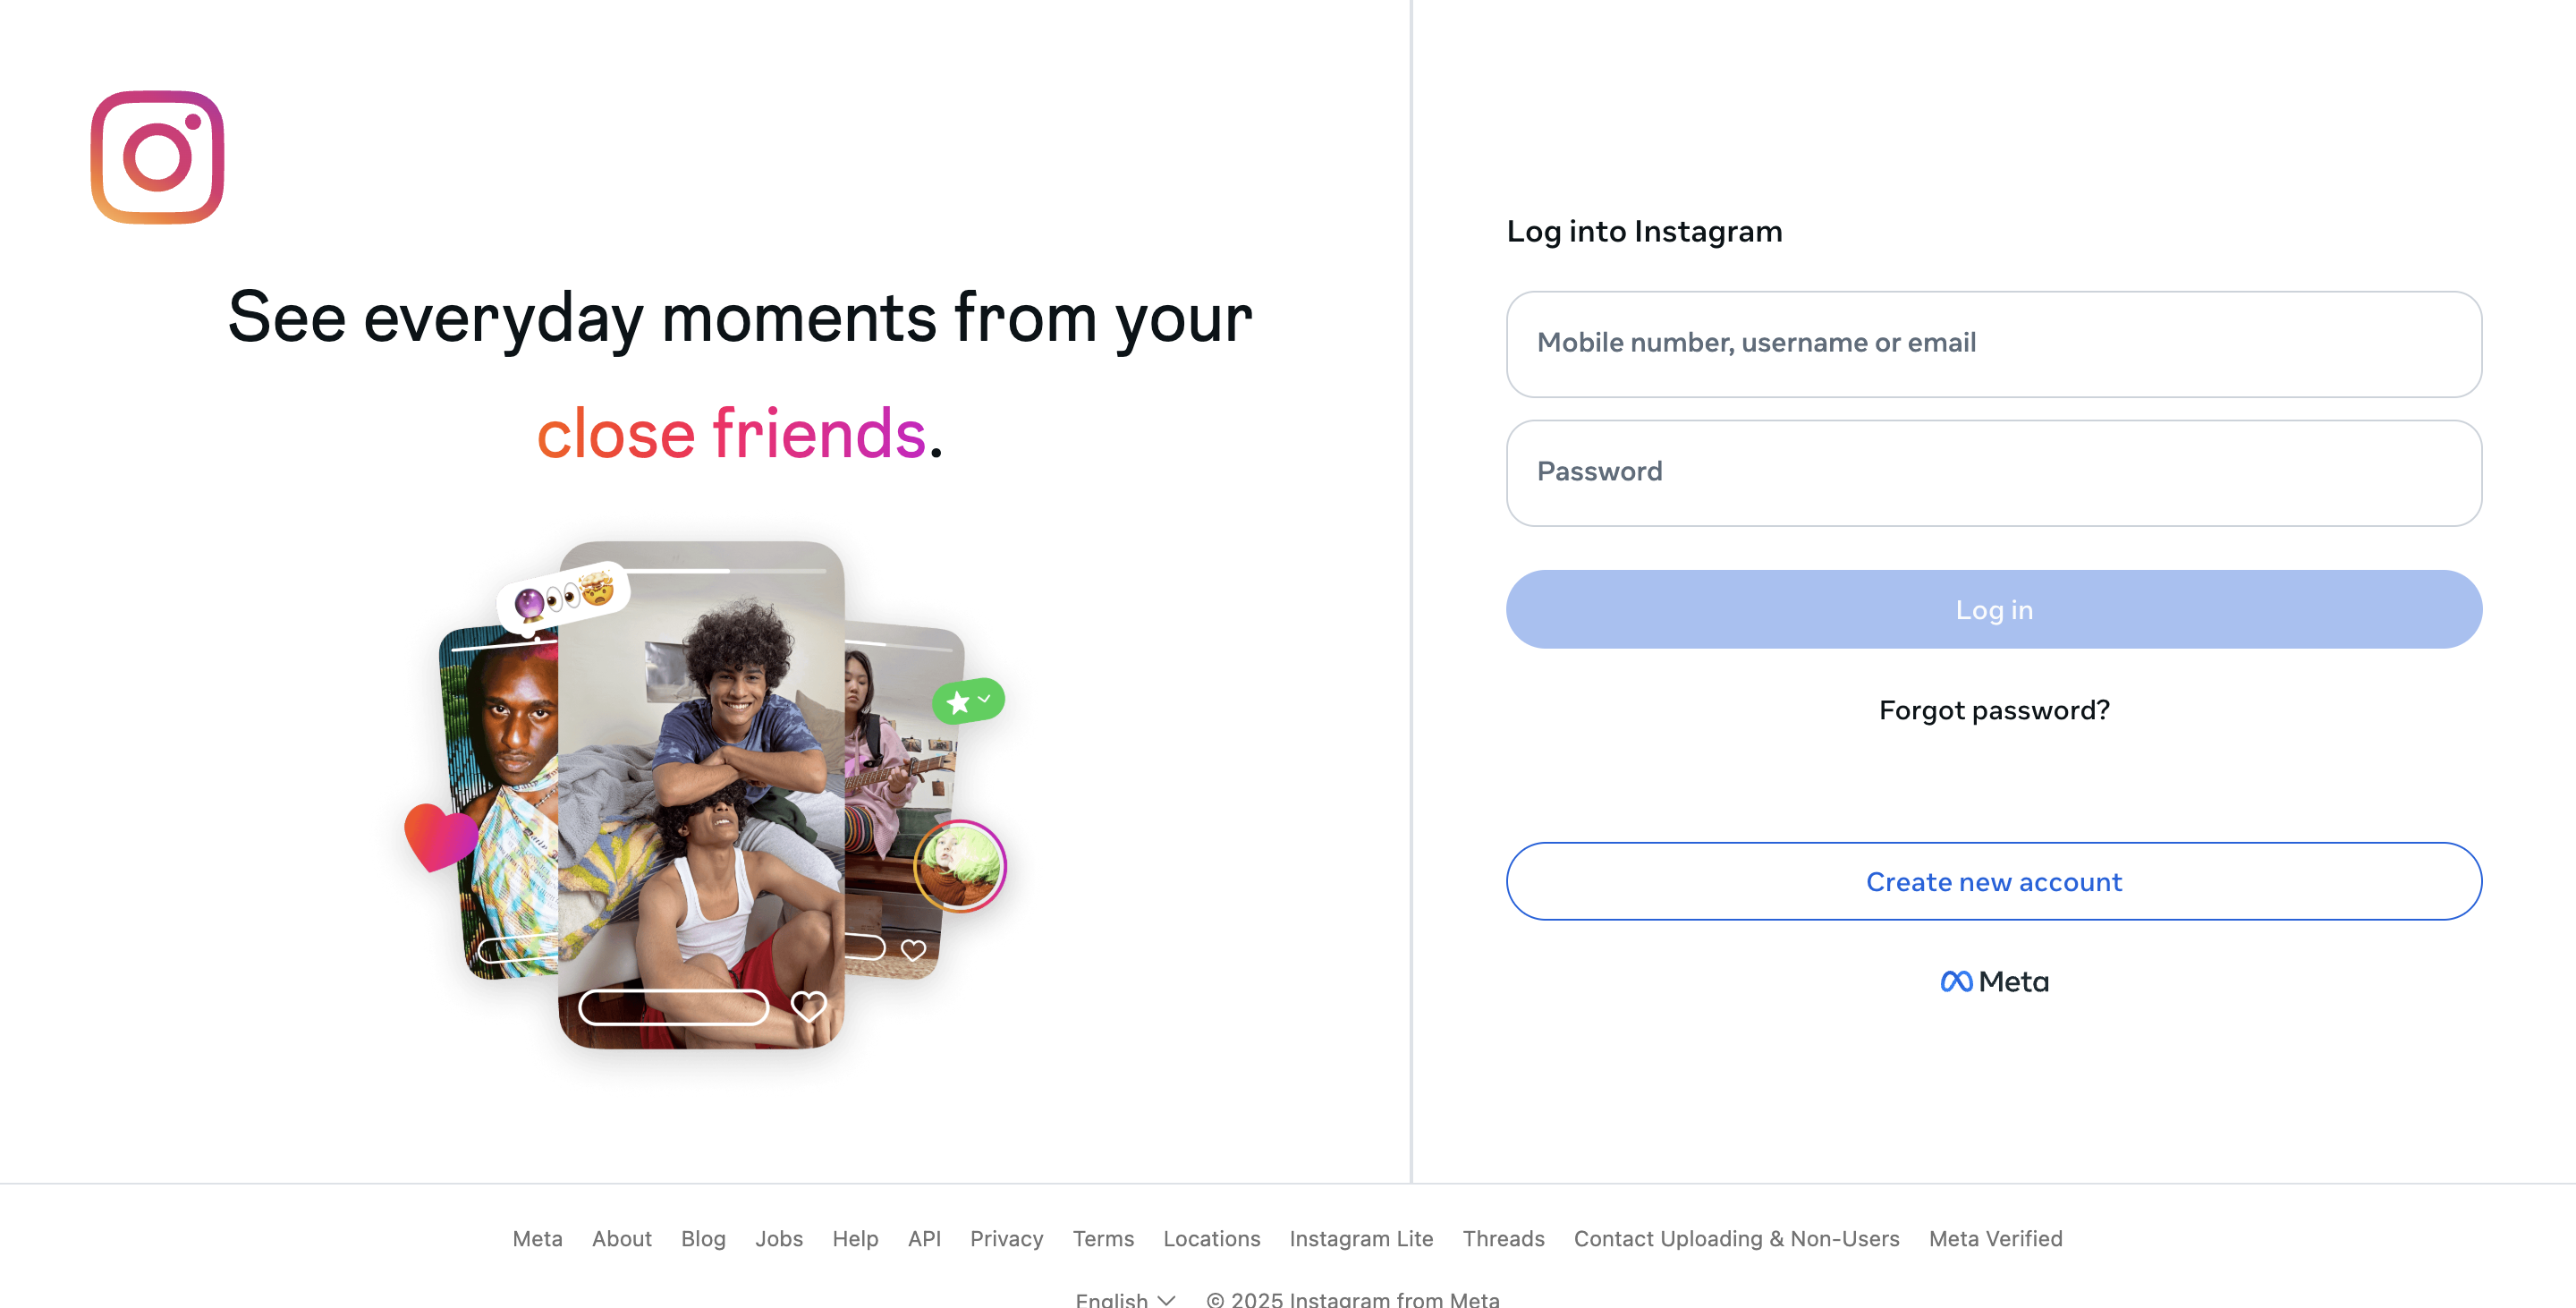 See everyday moments from your
close friends.
Log into Instagram
Mobile number, username or email
Password
Log in
Forgot password?
Create new account
Meta
Meta About Blog Jobs Help API Privacy Terms Locations Instagram Lite Threads Contact Uploading & Non-Users Meta Verified
English © 2025 Instagram from Meta